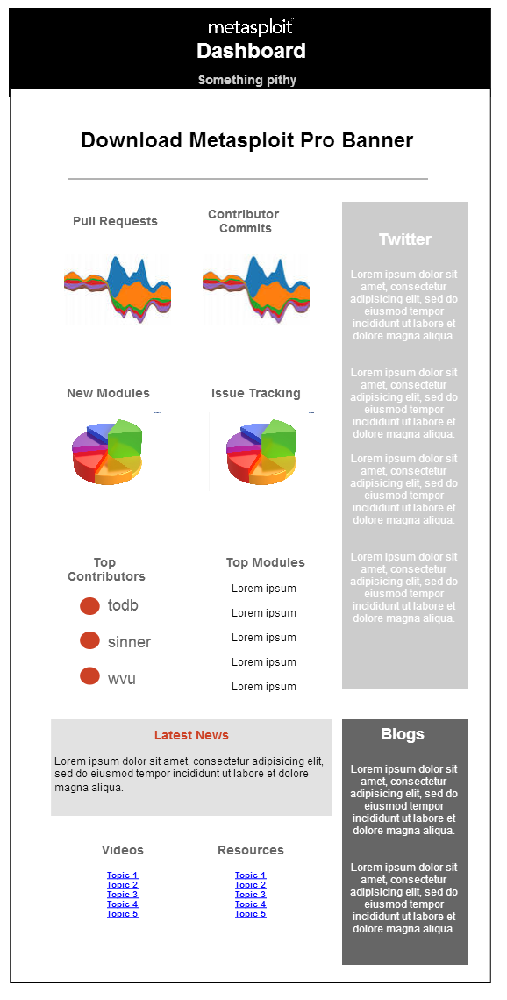 metasploit
Dashboard
Something pithy
Download Metasploit Pro Banner
Pull Requests
Contributor
Commits
New Modules
Issue Tracking
Top
Contributors
todb
sinner
wvu
Top Modules
Lorem ipsum
Lorem ipsum
Lorem ipsum
Lorem ipsum
Lorem ipsum
Twitter
Lorem ipsum dolor sit
amet, consectetur
adipisicing elit, sed do
eiusmod tempor
incididunt ut labore et
dolore magna aliqua.
Lorem ipsum dolor sit
amet, consectetur
adipisicing elit, sed do
eiusmod tempor
incididunt ut labore et
dolore magna aliqua.
Lorem ipsum dolor sit
amet, consectetur
adipisicing elit, sed do
eiusmod tempor
incididunt ut labore et
dolore magna aliqua.
Lorem ipsum dolor sit
amet, consectetur
adipisicing elit, sed do
eiusmod tempor
incididunt ut labore et
dolore magna aliqua.
Latest News
Lorem ipsum dolor sit amet, consectetur adipisicing elit,
sed do eiusmod tempor incididunt ut labore et dolore
magna aliqua.
Videos
Topic 1
Topic 2
Topic 3
Topic 4
Topic 5
Resources
Topic 1
Topic 2
Topic 3
Topic 4
Topic 5
Blogs
Lorem ipsum dolor sit
amet, consectetur
adipisicing elit, sed do
eiusmod tempor
incididunt ut labore et
dolore magna aliqua.
Lorem ipsum dolor sit
amet, consectetur
adipisicing elit, sed do
eiusmod tempor
incididunt ut labore et
dolore magna aliqua.